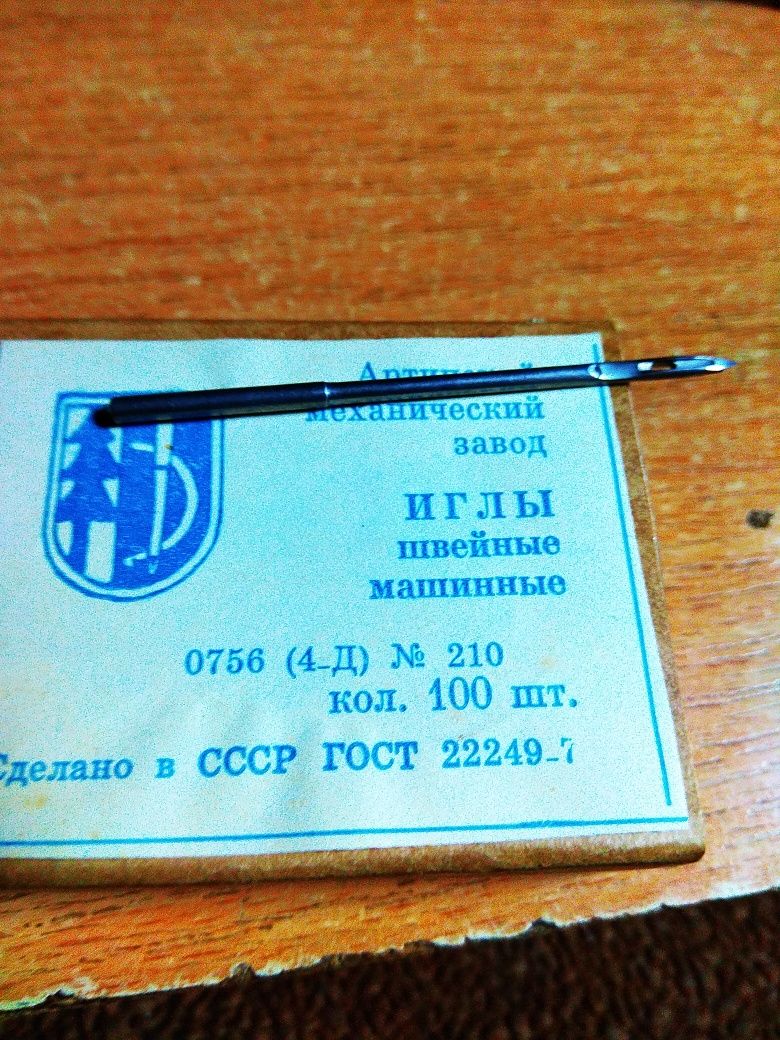 механический
завод
ИГЛЫ
швейные
машинные
0756 (4-Д) № 210
кол. 100 шт.
Сделано в СССР ГОСТ 22249-7